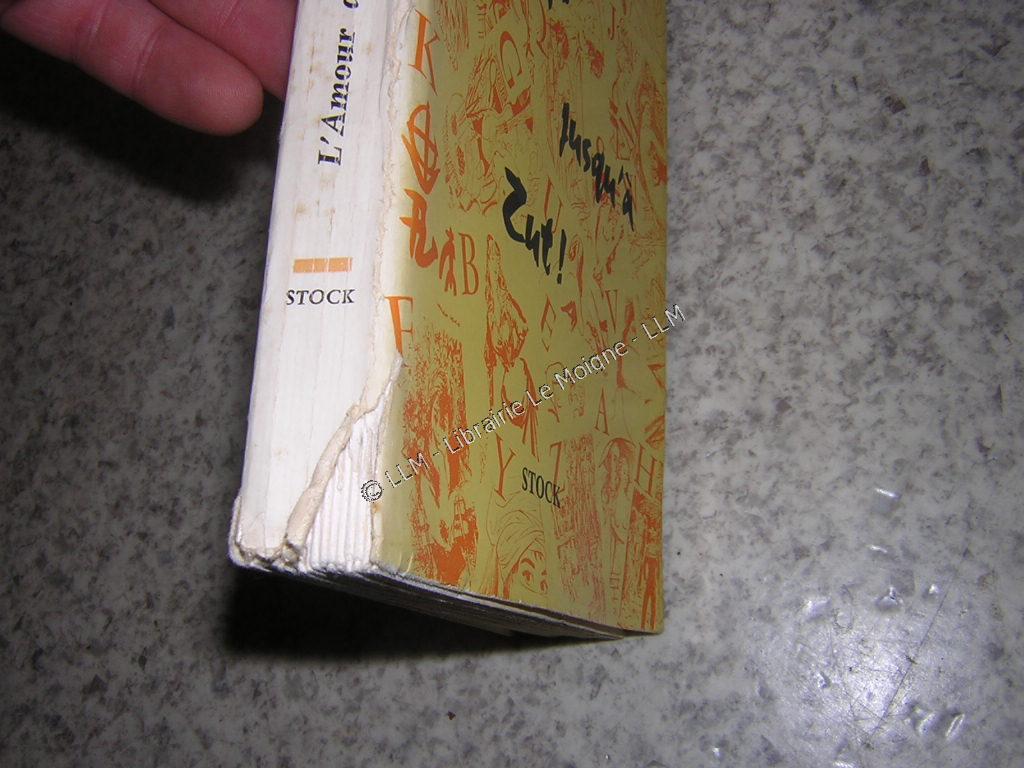 L'Amour d
STOCK
K
B
F
Jusqu'à
Zut!
V
A
Y
Z
H
STOCK
© LLM - Librairie Le Moigne - LLM